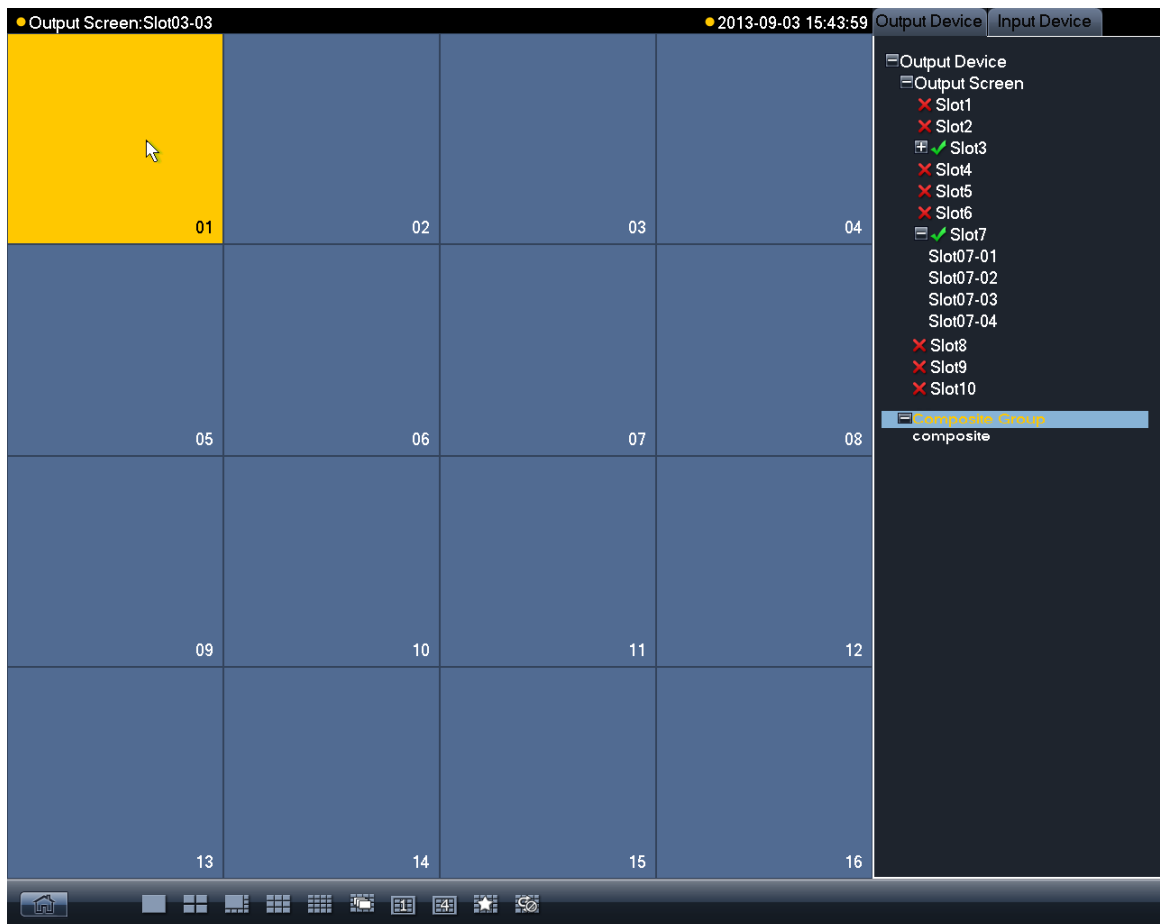 Output Screen:Slot03-03
2013-09-03 15:43:59
Output Device
Input Device
01
02
03
04
05
06
07
08
09
10
11
12
13
14
15
16
Output Device
Output Screen
Slot1
Slot2
Slot3
Slot4
Slot5
Slot6
Slot7
Slot07-01
Slot07-02
Slot07-03
Slot07-04
Slot8
Slot9
Slot10
Composite Group
composite
1
4